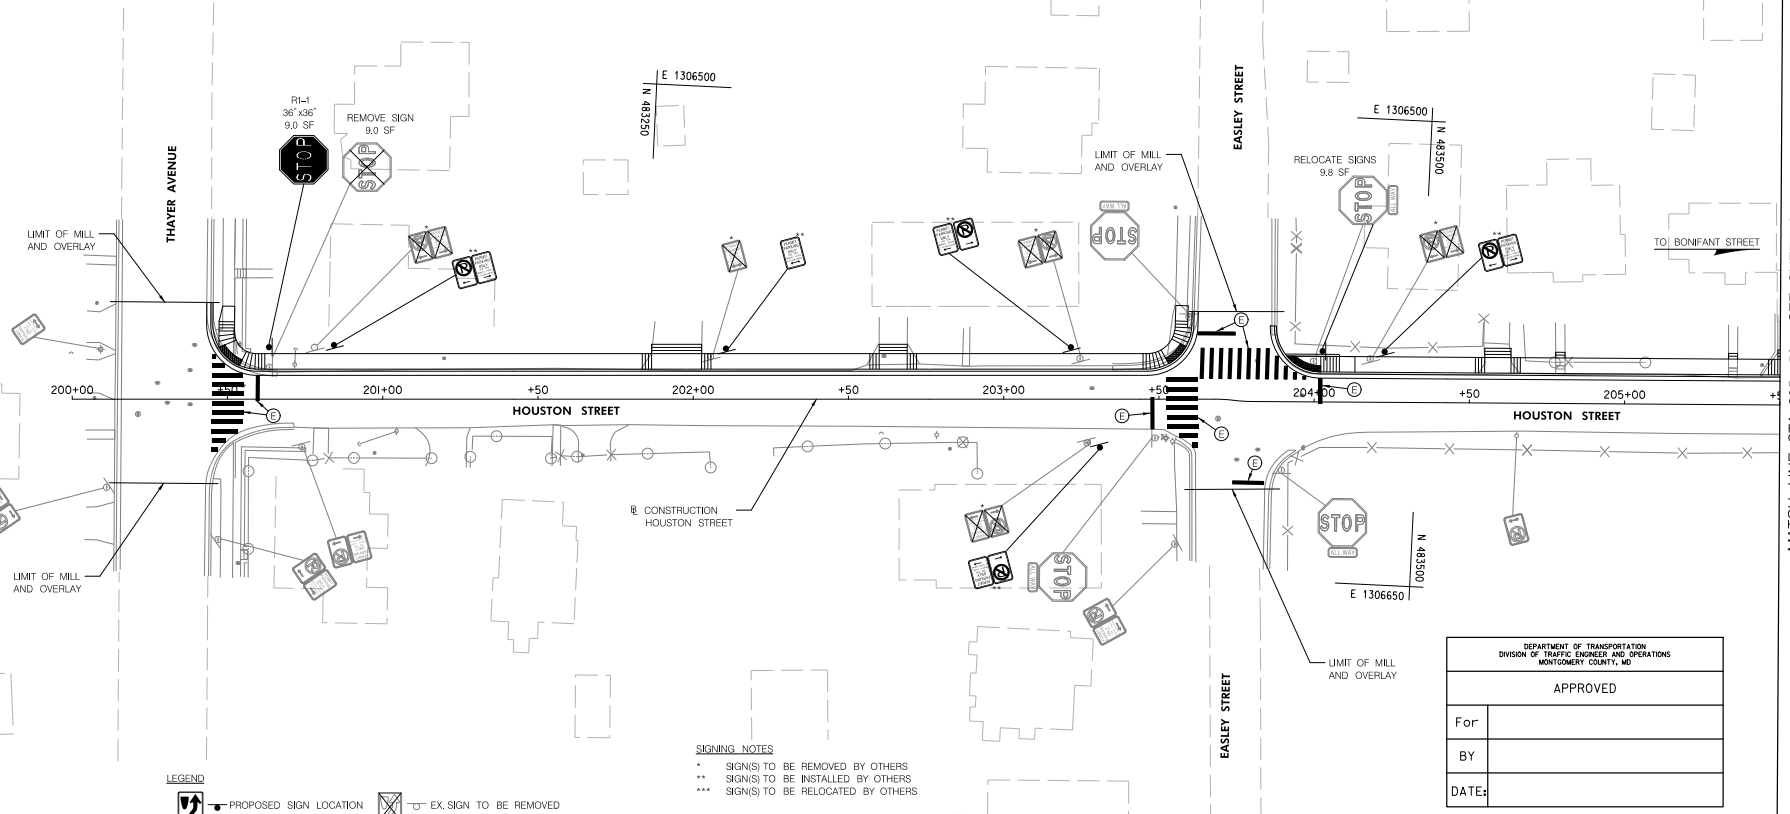 E 1306500
N 483250
R1-1
36"x36"
9.0 SF
STOP
REMOVE SIGN
9.0 SF
STOP
THAYER AVENUE
EASLEY STREET
E 1306500
N 483500
LIMIT OF MILL
AND OVERLAY
RELOCATE SIGNS
9.8 SF
STOP
ALL WAY
ALL WAY
STOP
LIMIT OF MILL
AND OVERLAY
*
**
*
**
**
*
*
**
TO BONIFANT STREET
200+00
+50
201+00
+50
202+00
+50
203+00
+50
204+00
+50
205+00
E
E
E
E
E
E
E
HOUSTON STREET
HOUSTON STREET
CONSTRUCTION
HOUSTON STREET
LIMIT OF MILL
AND OVERLAY
*
**
STOP
ALL WAY
STOP
ALL WAY
N 483500
E 1306650
LIMIT OF MILL
AND OVERLAY
EASLEY STREET
DEPARTMENT OF TRANSPORTATION
DIVISION OF TRAFFIC ENGINEER AND OPERATIONS
MONTGOMERY COUNTY, MD
APPROVED
For
BY
DATE:
SIGNING NOTES
* SIGN(S) TO BE REMOVED BY OTHERS
** SIGN(S) TO BE INSTALLED BY OTHERS
*** SIGN(S) TO BE RELOCATED BY OTHERS
LEGEND
PROPOSED SIGN LOCATION
EX. SIGN TO BE REMOVED